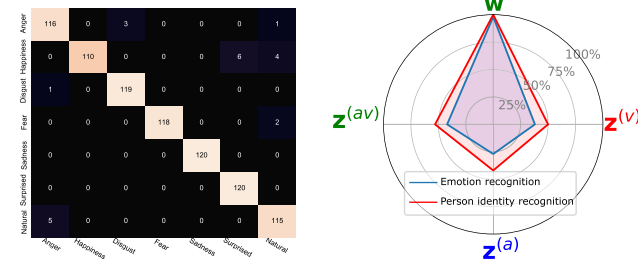 Anger 116 0 3 0 0 0 1
Happiness 0 110 0 0 0 6 4
Disgust 1 0 119 0 0 0 0
Fear 0 0 0 118 0 0 2
Sadness 0 0 0 0 120 0 0
Surprised 0 0 0 0 0 120 0
Natural 5 0 0 0 0 0 115
Anger Happiness Disgust Fear Sadness Surprised Natural
w
100%
75%
50%
25%
z(av)
z(v)
Emotion recognition
Person identity recognition
z(a)